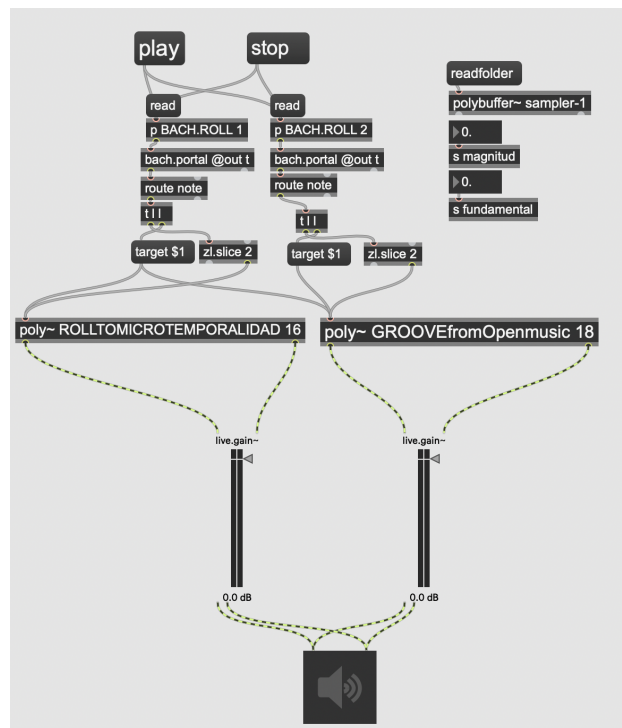 play
stop
readfolder
read
read
polybuffer~ sampler-1
p BACH.ROLL 1
p BACH.ROLL 2
0.
bach.portal @out t
bach.portal @out t
s magnitud
route note
route note
0.
t l l
t l l
s fundamental
target $1
zl.slice 2
target $1
zl.slice 2
poly~ ROLLTOMICROTEMPORALIDAD 16
poly~ GROOVEfromOpenmusic 18
live.gain~
live.gain~
0.0 dB
0.0 dB